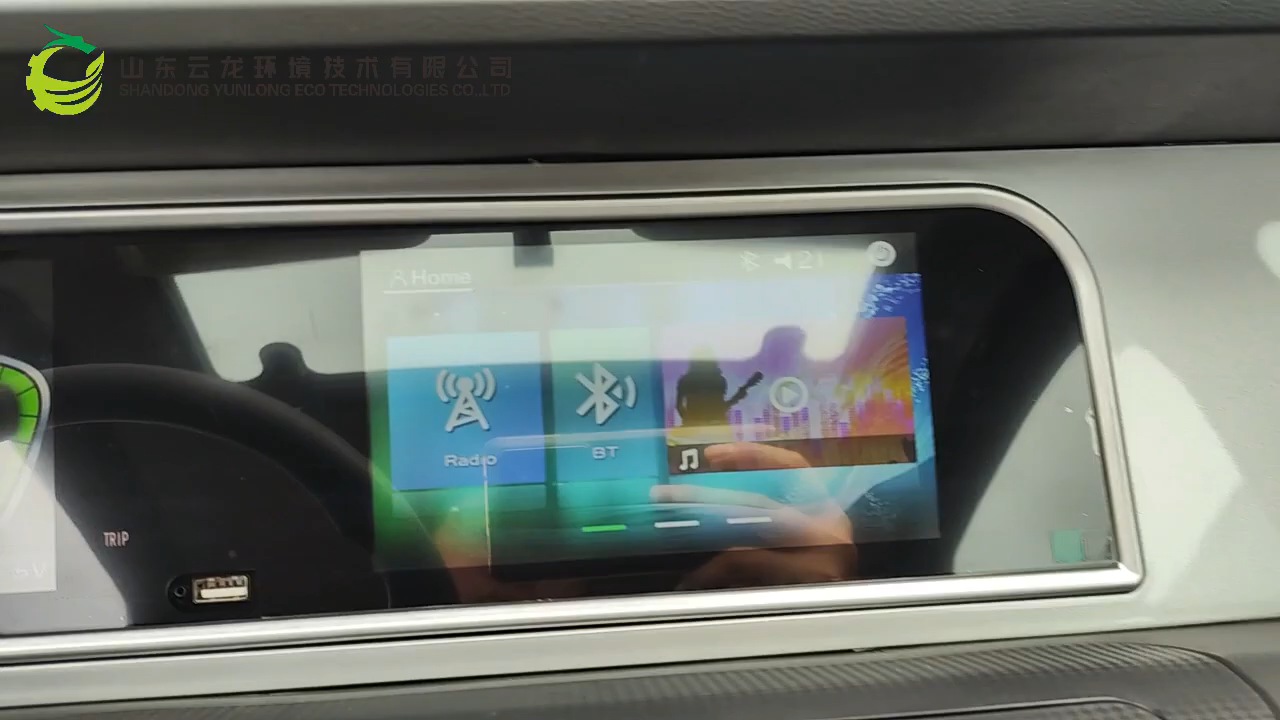 山东云龙环境技术有限公司
SHANDONG YUNLONG ECO TECHNOLOGIES CO.,LTD
Home
21
Radio
BT
TRIP